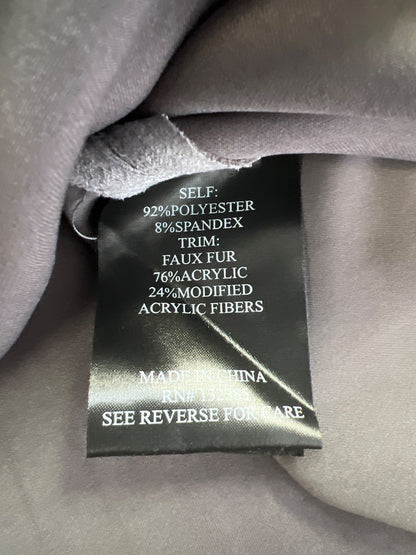 SELF:
92%POLYESTER
8%SPANDEX
TRIM:
FAUX FUR
76%ACRYLIC
24%MODIFIED
ACRYLIC FIBERS
MADE IN CHINA
RN#
SEE REVERSE FOR CARE